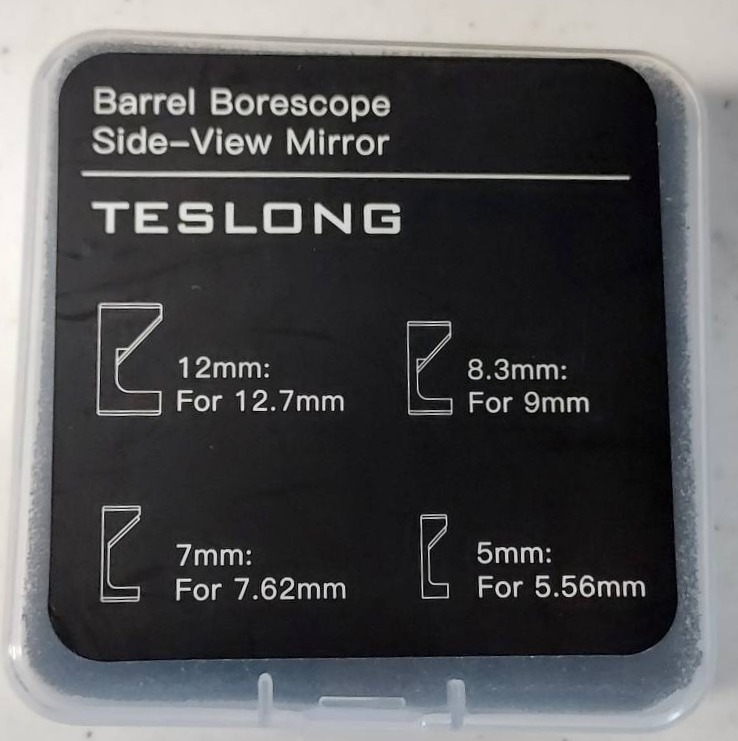 Barrel Borescope
Side-View Mirror
TESLONG
12mm:
For 12.7mm
8.3mm:
For 9mm
7mm:
For 7.62mm
5mm:
For 5.56mm